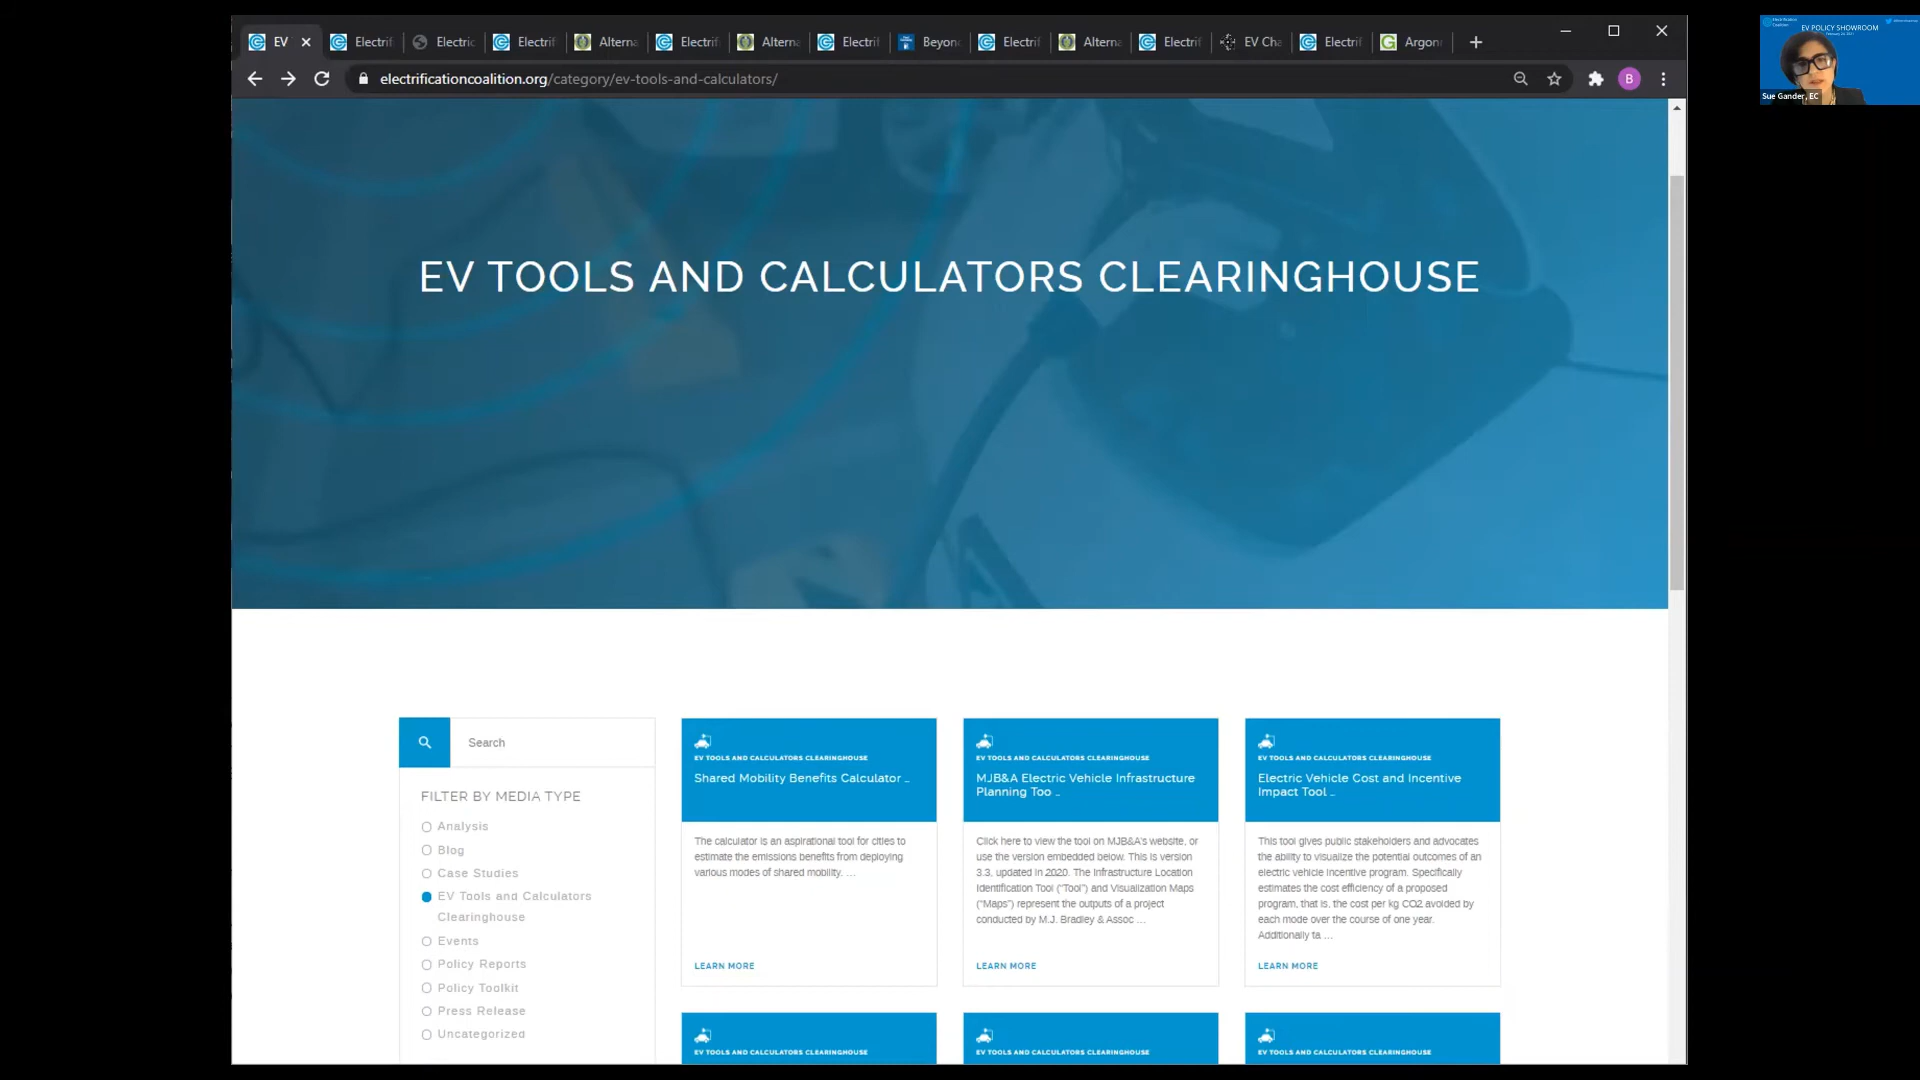 EV
Electrif
Electric
Electrif
Alterna
Electrif
Alterna
Electrif
Beyon
Electrif
Alterna
Electrif
EV Cha
Electrif
Argonn
electrificationcoalition.org/category/ev-tools-and-calculators/
B
EV POLICY SHOWROOM
Sue Gander, EC
EV TOOLS AND CALCULATORS CLEARINGHOUSE
Search
FILTER BY MEDIA TYPE
Analysis
Blog
Case Studies
EV Tools and Calculators
Clearinghouse
Events
Policy Reports
Policy Toolkit
Press Release
Uncategorized
EV TOOLS AND CALCULATORS CLEARINGHOUSE
Shared Mobility Benefits Calculator ...
The calculator is an aspirational tool for cities to
estimate the emissions benefits from deploying
various modes of shared mobility. ...
LEARN MORE
EV TOOLS AND CALCULATORS CLEARINGHOUSE
MJB&A Electric Vehicle Infrastructure
Planning Too ...
Click here to view the tool on MJB&A's website, or
use the version embedded below. This is version
3.3, updated in 2020. The Infrastructure Location
Identification Tool ("Tool") and Visualization Maps
("Maps") represent the outputs of a project
conducted by M.J. Bradley & Assoc ...
LEARN MORE
EV TOOLS AND CALCULATORS CLEARINGHOUSE
Electric Vehicle Cost and Incentive
Impact Tool ...
This tool gives public stakeholders and advocates
the ability to visualize the potential outcomes of an
electric vehicle incentive program. Specifically
estimates the cost efficiency of a proposed
program, that is, the cost per kg CO2 avoided by
each mode over the course of one year.
Additionally ta ...
LEARN MORE
EV TOOLS AND CALCULATORS CLEARINGHOUSE
EV TOOLS AND CALCULATORS CLEARINGHOUSE
EV TOOLS AND CALCULATORS CLEARINGHOUSE